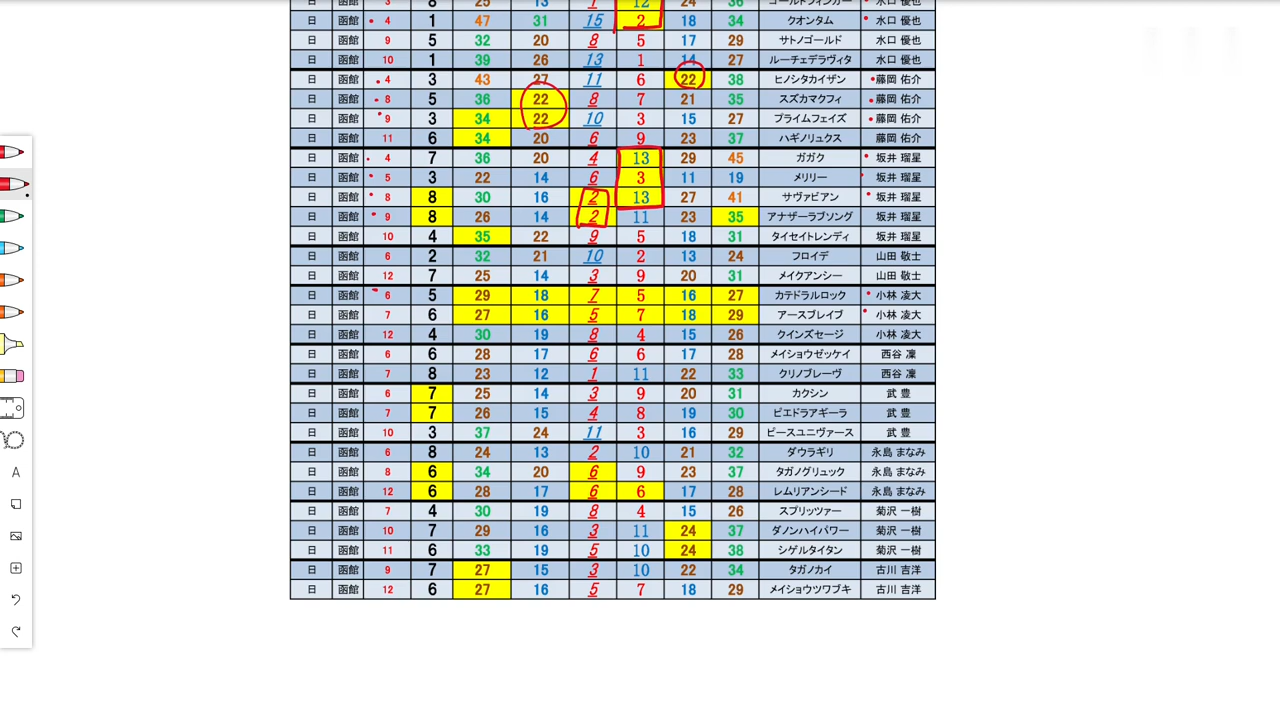 日 函館 3 8 25 13 1 12 24 36 ゴールドフィンガー 水口 優也
日 函館 4 1 47 31 15 2 18 34 クオンタム 水口 優也
日 函館 9 5 32 20 8 5 17 29 サトノゴールド 水口 優也
日 函館 10 1 39 26 13 1 14 27 ルーチェデラヴィタ 水口 優也
日 函館 4 3 43 27 11 6 22 38 ヒノシタカイザン 藤岡 佑介
日 函館 8 5 36 22 8 7 21 35 スズカマクフィ 藤岡 佑介
日 函館 9 3 34 22 10 3 15 27 プライムフェイズ 藤岡 佑介
日 函館 11 6 34 20 6 9 23 37 ハギノリュクス 藤岡 佑介
日 函館 4 7 36 20 4 13 29 45 ガガク 坂井 瑠星
日 函館 5 3 22 14 6 3 11 19 メリリー 坂井 瑠星
日 函館 8 8 30 16 2 13 27 41 サヴァビアン 坂井 瑠星
日 函館 9 8 26 14 2 11 23 35 アナザーラブソング 坂井 瑠星
日 函館 10 4 35 22 9 5 18 31 タイセイトレンディ 坂井 瑠星
日 函館 6 2 32 21 10 2 13 24 フロイデ 山田 敬士
日 函館 12 7 25 14 3 9 20 31 メイクアンシー 山田 敬士
日 函館 6 5 29 18 7 5 16 27 カテドラルロック 小林 凌大
日 函館 7 6 27 16 5 7 18 29 アースブレイブ 小林 凌大
日 函館 12 4 30 19 8 4 15 26 クインズセージ 小林 凌大
日 函館 6 6 28 17 6 6 17 28 メイショウゼッケイ 西谷 凜
日 函館 7 8 23 12 1 11 22 33 クリノブレーヴ 西谷 凜
日 函館 6 7 25 14 3 9 20 31 カクシン 武 豊
日 函館 7 7 26 15 4 8 19 30 ピエドラアギーラ 武 豊
日 函館 10 3 37 24 11 3 16 29 ピースユニヴァース 武 豊
日 函館 6 8 24 13 2 10 21 32 ダウラギリ 永島 まなみ
日 函館 8 6 34 20 6 9 23 37 タガノグリュック 永島 まなみ
日 函館 12 6 28 17 6 6 17 28 レムリアンシード 永島 まなみ
日 函館 7 4 30 19 8 4 15 26 スプリッツァー 菊沢 一樹
日 函館 10 7 29 16 3 11 24 37 ダノンハイパワー 菊沢 一樹
日 函館 11 6 33 19 5 10 24 38 シゲルタイタン 菊沢 一樹
日 函館 9 7 27 15 3 10 22 34 タガノカイ 古川 吉洋
日 函館 12 6 27 16 5 7 18 29 メイショウツワブキ 古川 吉洋